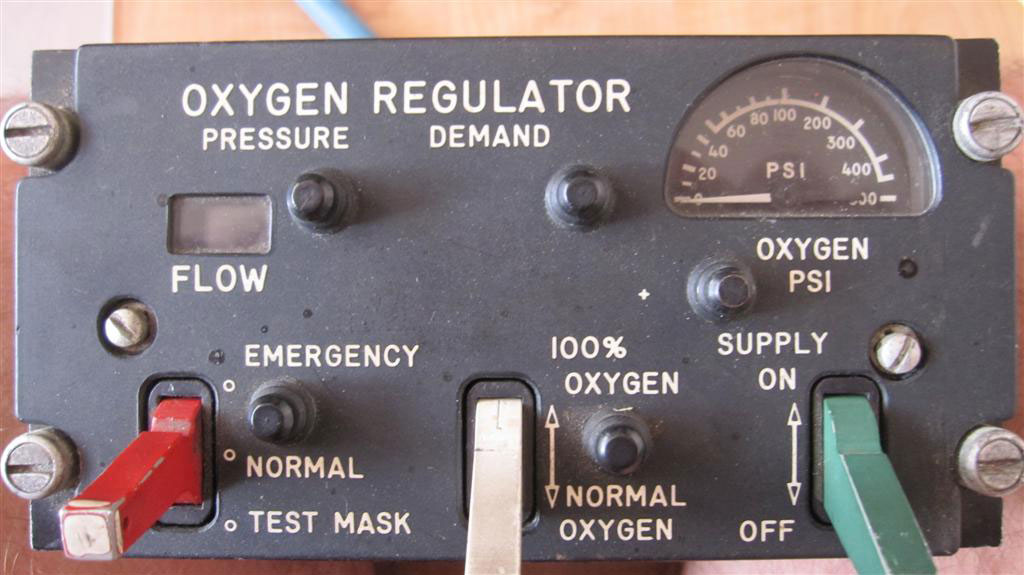 OXYGEN REGULATOR
PRESSURE DEMAND
0 20 40 60 80 100 200 300 400
PSI
FLOW
OXYGEN
PSI
SUPPLY
ON
OFF
EMERGENCY
NORMAL
TEST MASK
100%
OXYGEN
NORMAL
OXYGEN